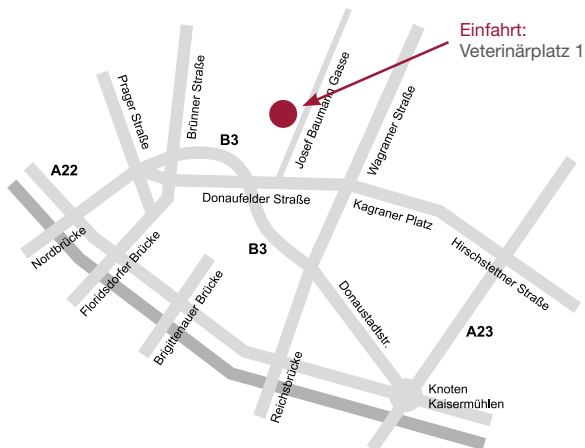 Einfahrt:
Veterinärplatz 1
Prager Straße
Brünner Straße
Josef Baumann Gasse
Wagramer Straße
B3
A22
Donaufelder Straße
Kagraner Platz
Nordbrücke
Floridsdorfer Brücke
B3
Hirschstettner Straße
Brigittenauer Brücke
Donaustadtstr.
A23
Reichsbrücke
Knoten
Kaisermühlen